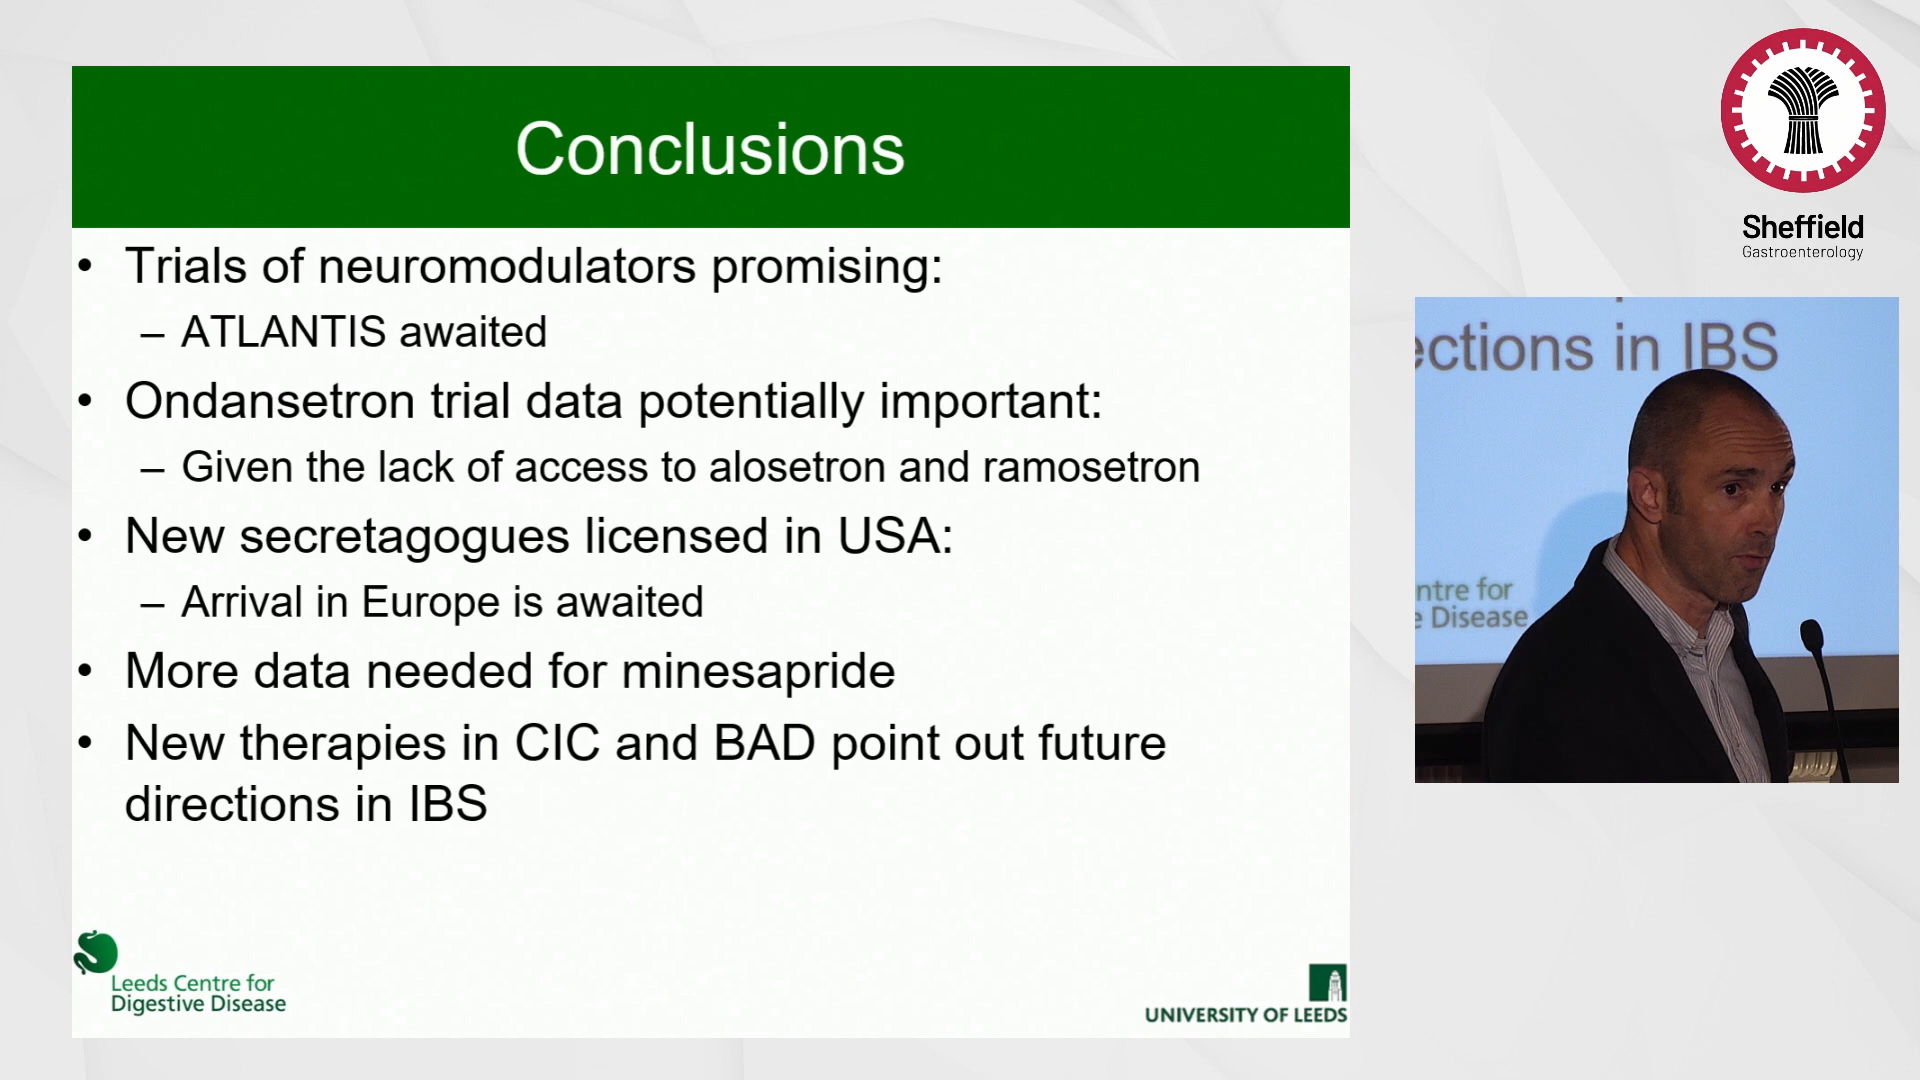 Conclusions
• Trials of neuromodulators promising:
– ATLANTIS awaited
• Ondansetron trial data potentially important:
– Given the lack of access to alosetron and ramosetron
• New secretagogues licensed in USA:
– Arrival in Europe is awaited
• More data needed for minesapride
• New therapies in CIC and BAD point out future
directions in IBS
Leeds Centre for
Digestive Disease
UNIVERSITY OF LEEDS
Sheffield
Gastroenterology
ections in IBS
ntre for
e Disease